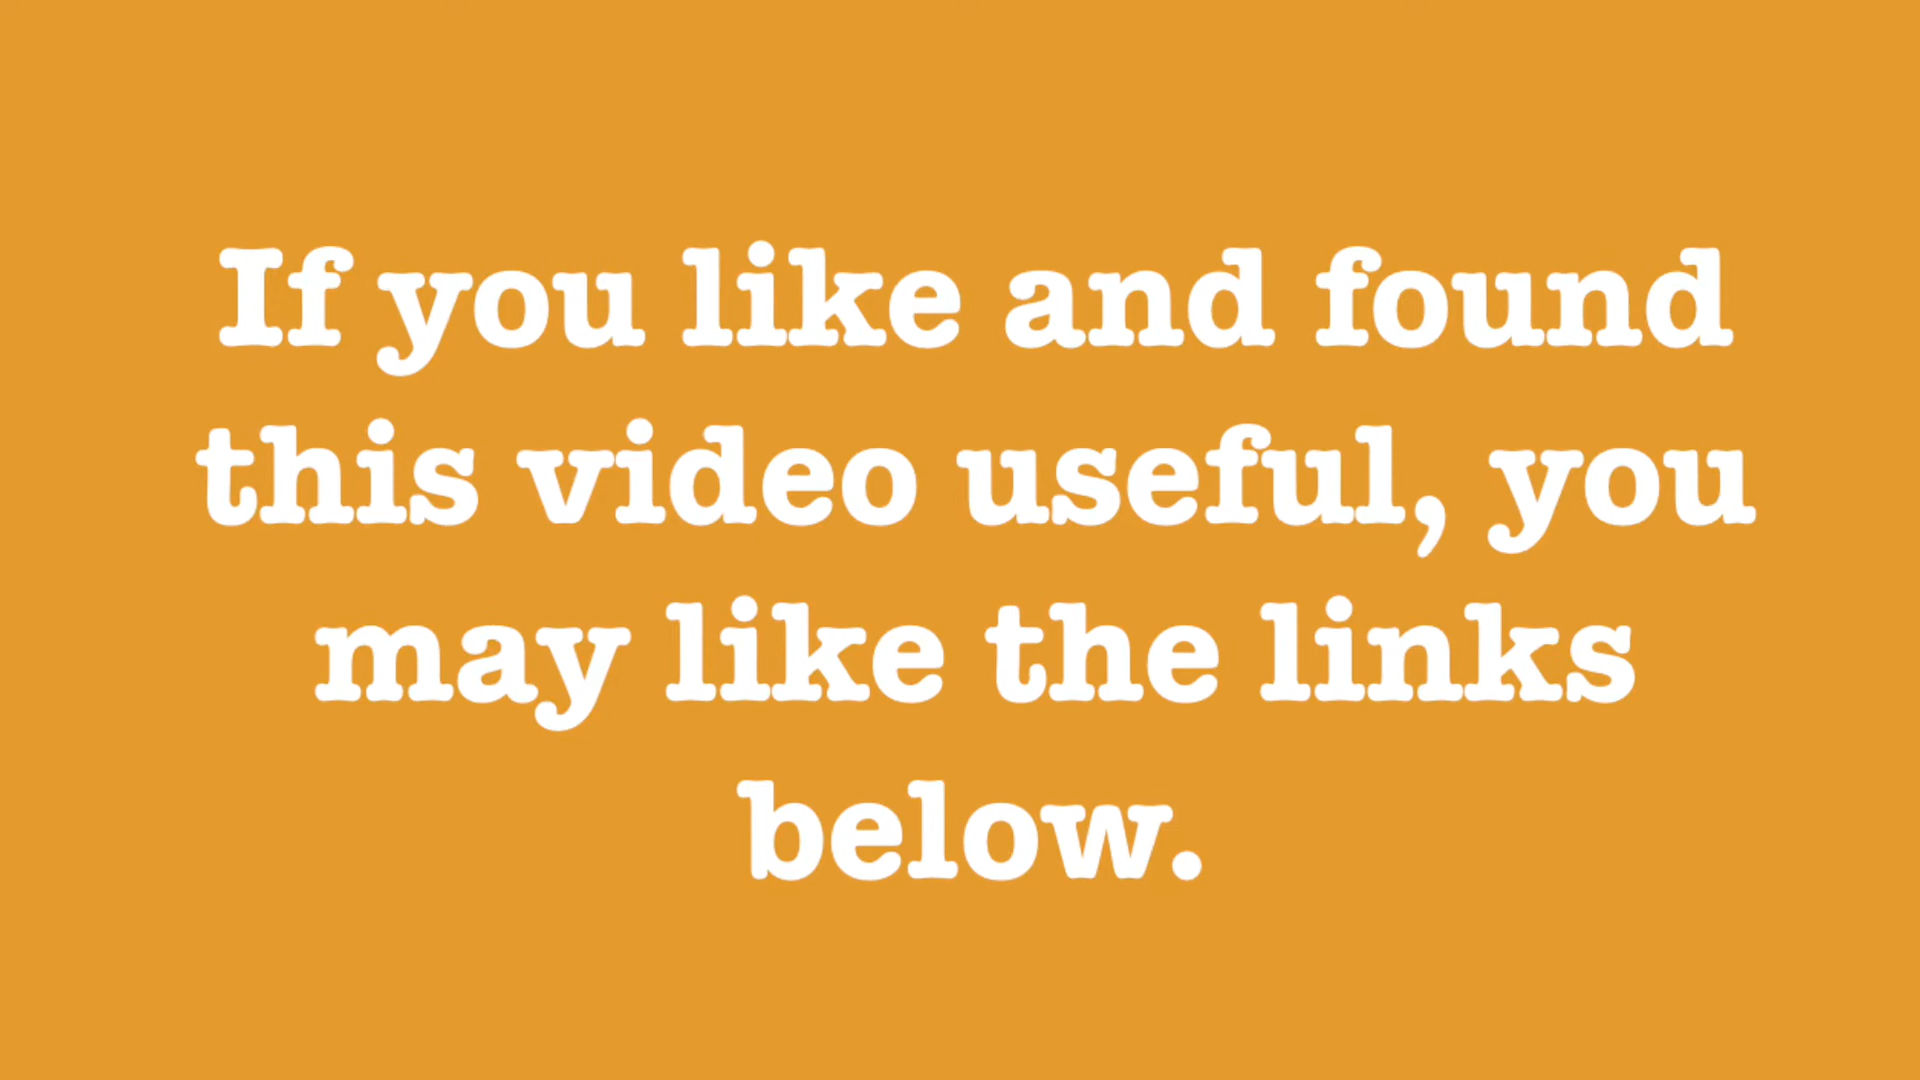 If you like and found
this video useful, you
may like the links
below.